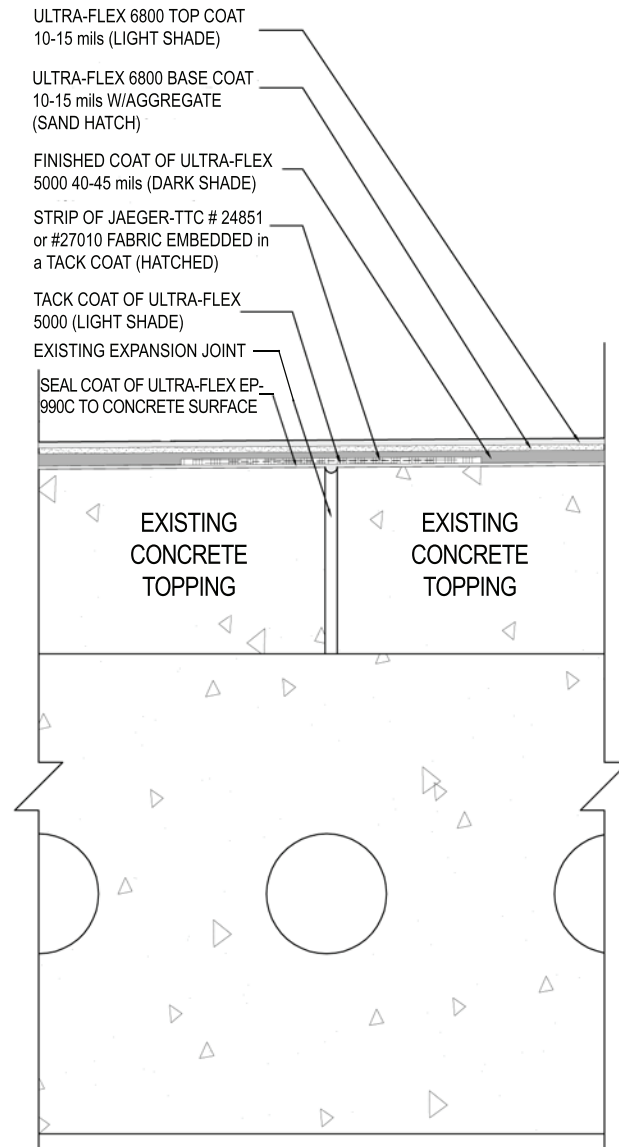 ULTRA-FLEX 6800 TOP COAT
10-15 mils (LIGHT SHADE)
ULTRA-FLEX 6800 BASE COAT
10-15 mils W/AGGREGATE
(SAND HATCH)
FINISHED COAT OF ULTRA-FLEX
5000 40-45 mils (DARK SHADE)
STRIP OF JAEGER-TTC # 24851
or #27010 FABRIC EMBEDDED in
a TACK COAT (HATCHED)
TACK COAT OF ULTRA-FLEX
5000 (LIGHT SHADE)
EXISTING EXPANSION JOINT
SEAL COAT OF ULTRA-FLEX EP-
990C TO CONCRETE SURFACE
EXISTING
CONCRETE
TOPPING
EXISTING
CONCRETE
TOPPING